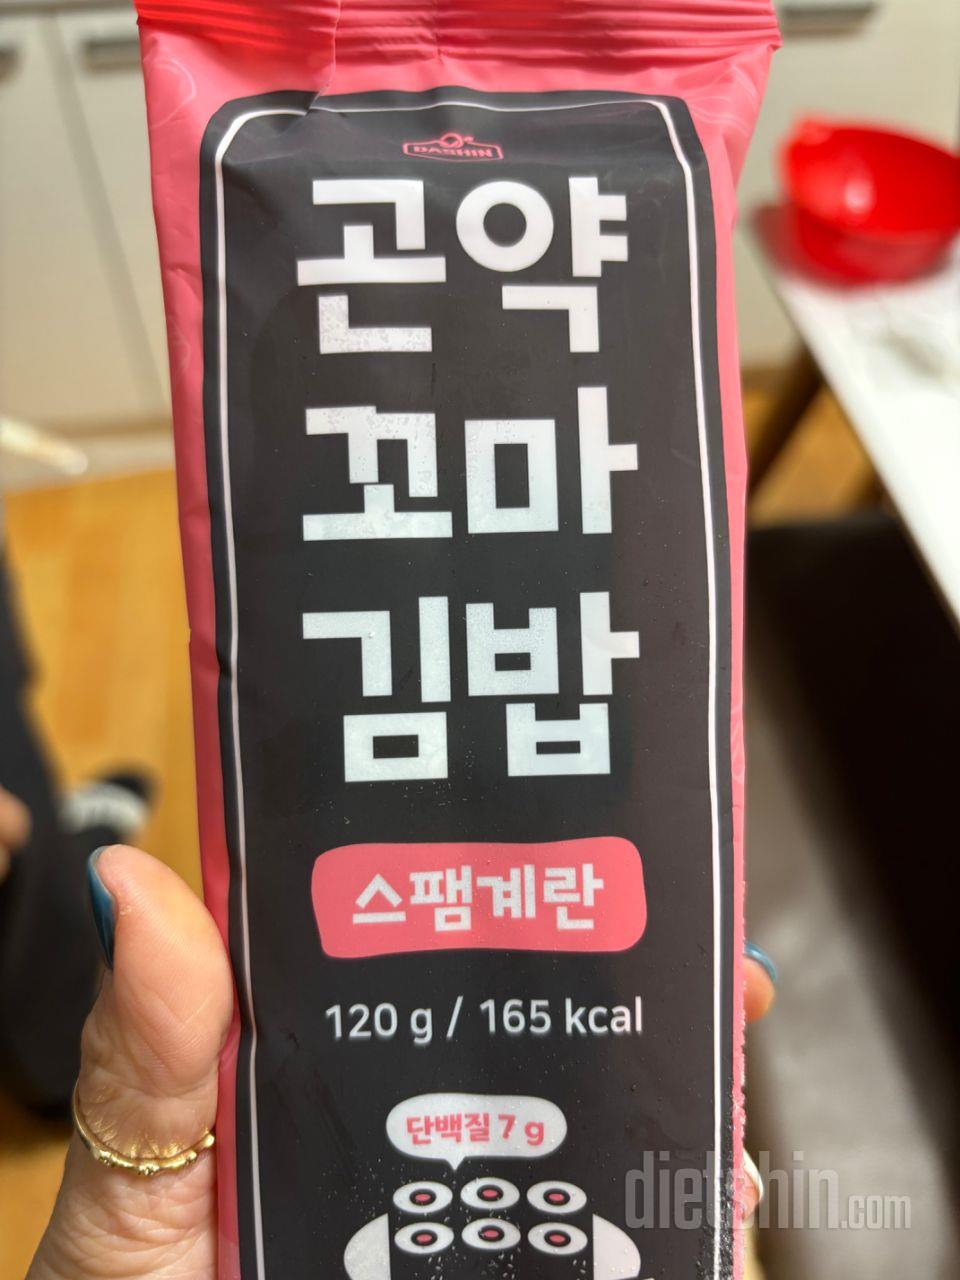 DASHIN
곤약
꼬마
김밥
스팸계란
120 g / 165 kcal
단백질 7 g
dietshin.com